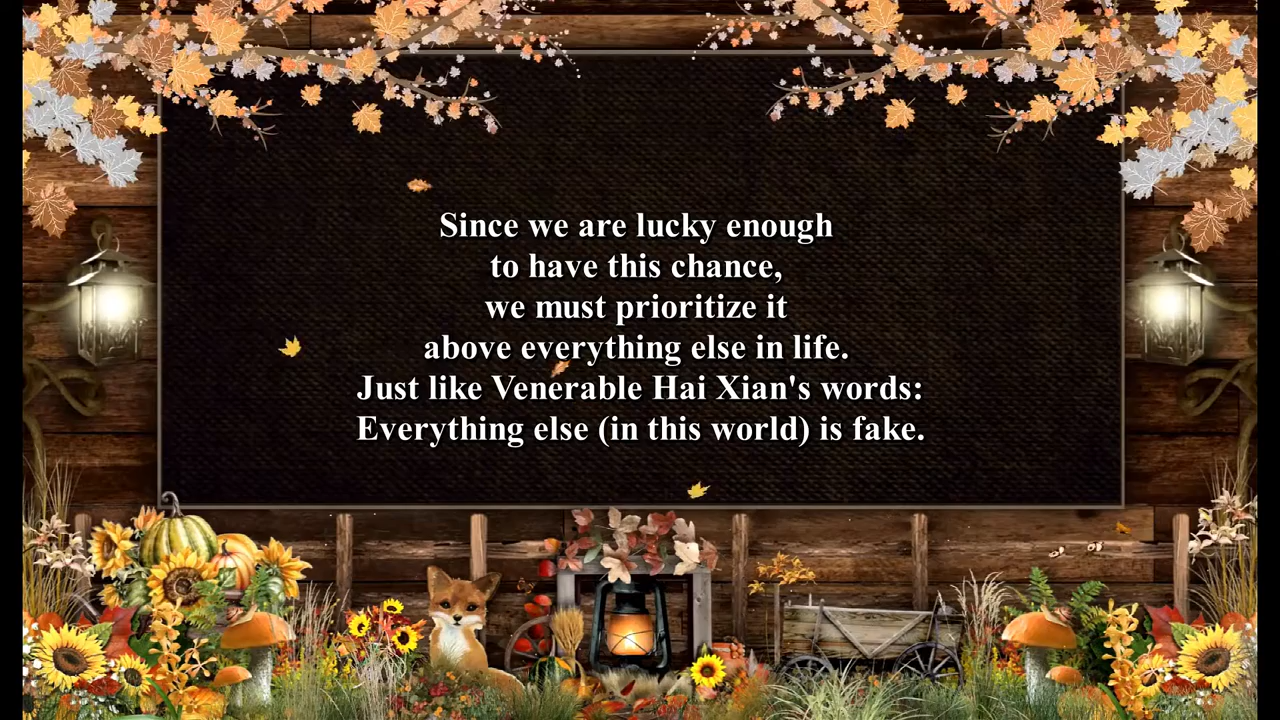 Since we are lucky enough
to have this chance,
we must prioritize it
above everything else in life.
Just like Venerable Hai Xian's words:
Everything else (in this world) is fake.